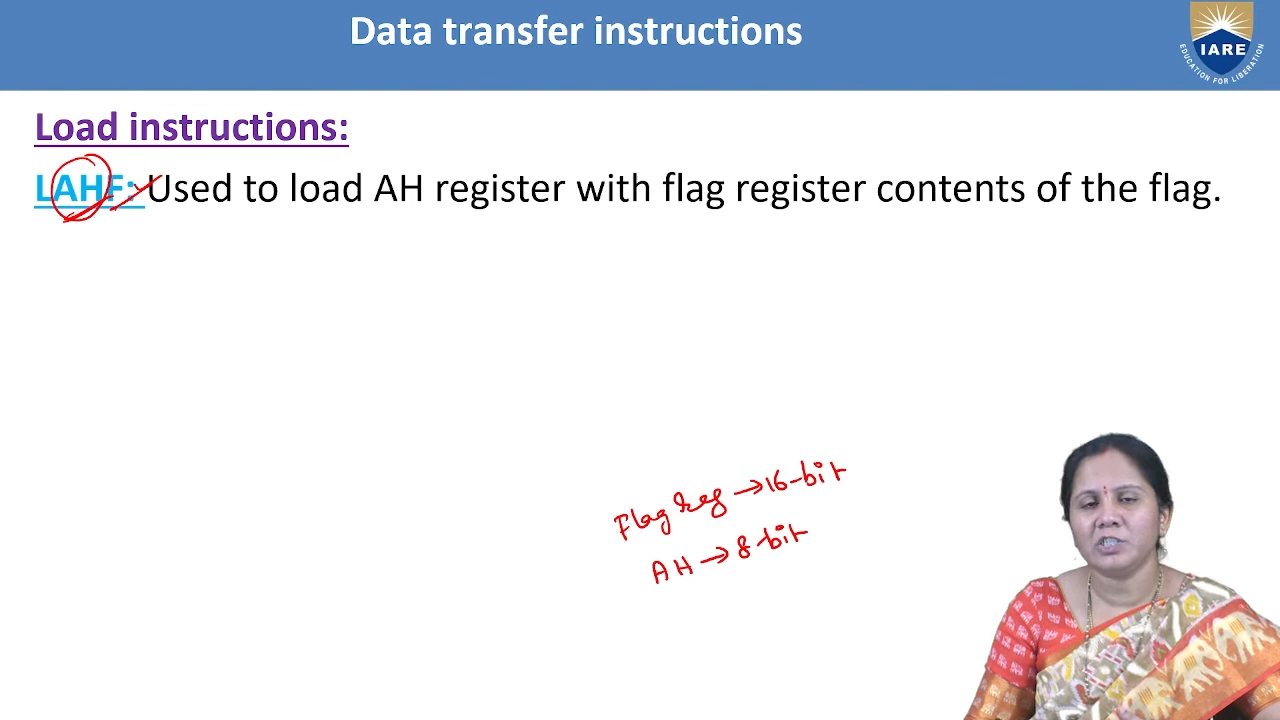 Data transfer instructions
IARE
EDUCATION FOR LIBERATION
Load instructions:
LAHF: Used to load AH register with flag register contents of the flag.
Flag Reg → 16-bit
AH → 8-bit